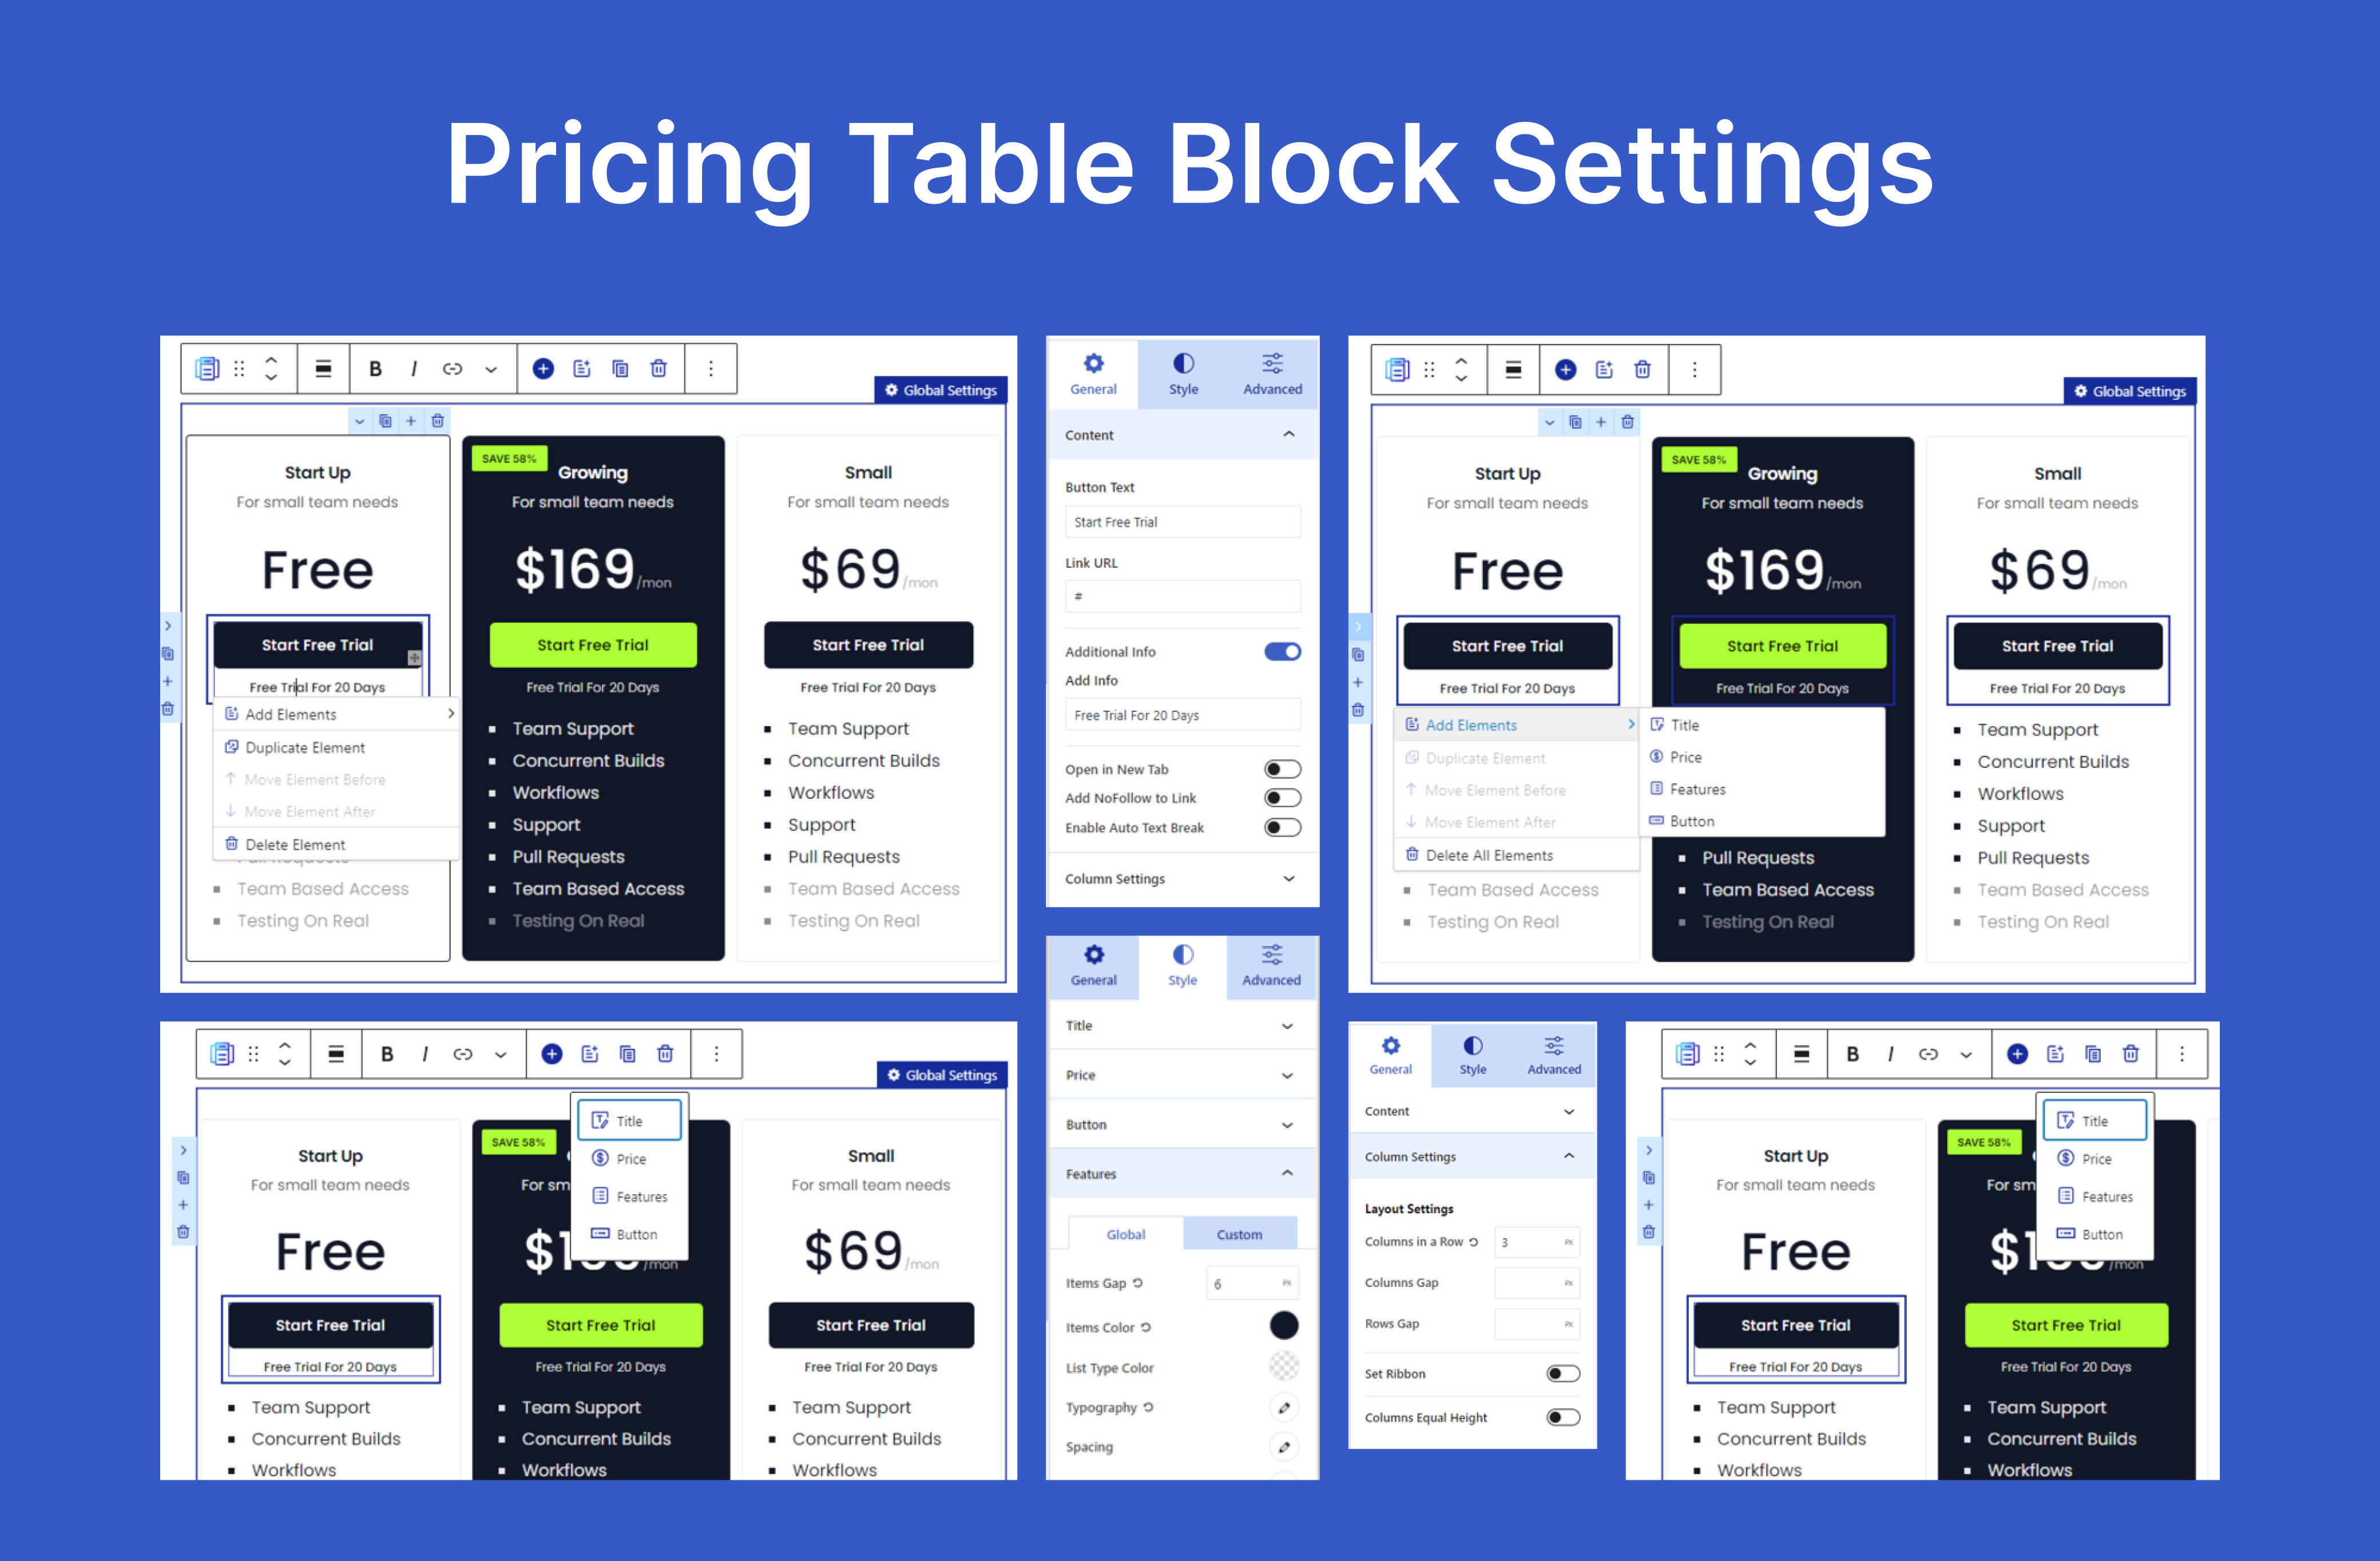 Pricing Table Block Settings
B I
Global Settings
SAVE 58%
Start Up
Growing
Small
For small team needs
For small team needs
For small team needs
Free
$169/mon
$69/mon
Start Free Trial
Start Free Trial
Start Free Trial
Free Trial For 20 Days
Free Trial For 20 Days
Free Trial For 20 Days
Add Elements
Duplicate Element
Move Element Before
Move Element After
Delete Element
Pull Requests
Team Based Access
Testing On Real
Team Support
Concurrent Builds
Workflows
Support
Pull Requests
Team Based Access
Testing On Real
Team Support
Concurrent Builds
Workflows
Support
Pull Requests
Team Based Access
Testing On Real
General
Style
Advanced
Content
Button Text
Start Free Trial
Link URL
#
Additional Info
Add Info
Free Trial For 20 Days
Open in New Tab
Add NoFollow to Link
Enable Auto Text Break
Column Settings
Global Settings
SAVE 58%
Start Up
Growing
Small
For small team needs
For small team needs
For small team needs
Free
$169/mon
$69/mon
Start Free Trial
Start Free Trial
Start Free Trial
Free Trial For 20 Days
Free Trial For 20 Days
Free Trial For 20 Days
Add Elements
Duplicate Element
Move Element Before
Move Element After
Delete All Elements
Title
Price
Features
Button
Team Based Access
Testing On Real
Pull Requests
Team Based Access
Testing On Real
Team Support
Concurrent Builds
Workflows
Support
Pull Requests
Team Based Access
Testing On Real
B I
Global Settings
Title
Price
Features
Button
SAVE 58%
Start Up
Small
For small team needs
For sm
For small team needs
Free
/mon
$69/mon
Start Free Trial
Start Free Trial
Start Free Trial
Free Trial For 20 Days
Free Trial For 20 Days
Free Trial For 20 Days
Team Support
Concurrent Builds
Workflows
Team Support
Concurrent Builds
Workflows
Team Support
Concurrent Builds
Workflows
General
Style
Advanced
Title
Price
Button
Features
Global
Custom
Items Gap
6 PX
Items Color
List Type Color
Typography
Spacing
General
Style
Advanced
Content
Column Settings
Layout Settings
Columns in a Row
3 PX
Columns Gap
PX
Rows Gap
PX
Set Ribbon
Columns Equal Height
B I
Title
Price
Features
Button
SAVE 58%
Start Up
For small team needs
For sm
Free
/mon
Start Free Trial
Start Free Trial
Free Trial For 20 Days
Free Trial For 20 Days
Team Support
Concurrent Builds
Workflows
Team Support
Concurrent Builds
Workflows